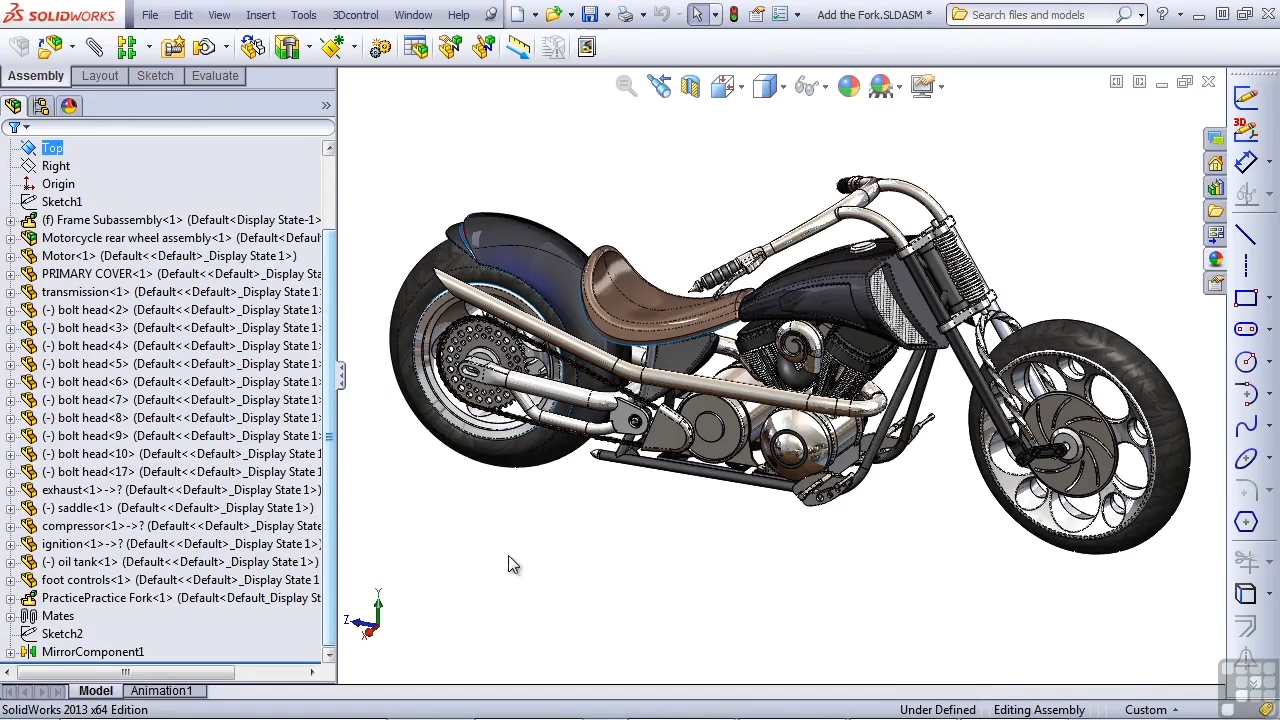 SOLIDWORKS File Edit View Insert Tools 3Dcontrol Window Help Add the Fork.SLDASM * Search files and models
Assembly Layout Sketch Evaluate
Top
Right
Origin
Sketch1
(f) Frame Subassembly<1> (Default<Display State-1>
Motorcycle rear wheel assembly<1> (Default<Defaul
Motor<1> (Default<<Default>_Display State 1>)
PRIMARY COVER<1> (Default<<Default>_Display Sta
transmission<1> (Default<<Default>_Display State 1
(-) bolt head<2> (Default<<Default>_Display State 1>
(-) bolt head<3> (Default<<Default>_Display State 1>
(-) bolt head<4> (Default<<Default>_Display State 1>
(-) bolt head<5> (Default<<Default>_Display State 1>
(-) bolt head<6> (Default<<Default>_Display State 1>
(-) bolt head<7> (Default<<Default>_Display State 1>
(-) bolt head<8> (Default<<Default>_Display State 1>
(-) bolt head<9> (Default<<Default>_Display State 1>
(-) bolt head<10> (Default<<Default>_Display State 1
(-) bolt head<17> (Default<<Default>_Display State 1
exhaust<1>->? (Default<<Default>_Display State 1>)
(-) saddle<1> (Default<<Default>_Display State 1>)
compressor<1>->? (Default<<Default>_Display State
ignition<1>->? (Default<<Default>_Display State 1>)
(-) oil tank<1> (Default<<Default>_Display State 1>)
foot controls<1> (Default<<Default>_Display State 1
PracticePractice Fork<1> (Default<Default_Display St
Mates
Sketch2
MirrorComponent1
Y
Z
X
3D
Model Animation1
SolidWorks 2013 x64 Edition Under Defined Editing Assembly Custom